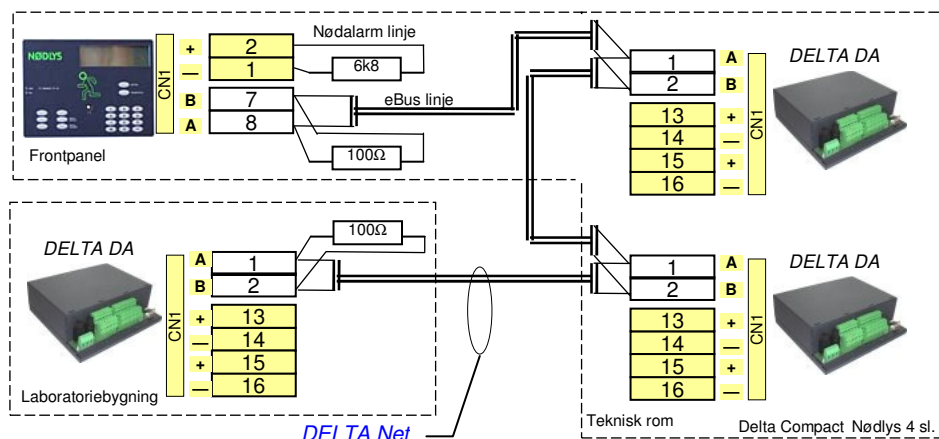 NØDLYS
Frontpanel
CN1
+
—
B
A
2
1
7
8
Nødalarm linje
6k8
eBus linje
100Ω
1
2
13
14
15
16
A
B
+
—
+
—
CN1
DELTA DA
DELTA DA
Laboratoriebygning
CN1
A
B
+
—
+
—
1
2
13
14
15
16
100Ω
DELTA Net
1
2
13
14
15
16
A
B
+
—
+
—
CN1
DELTA DA
Teknisk rom
Delta Compact Nødlys 4 sl.